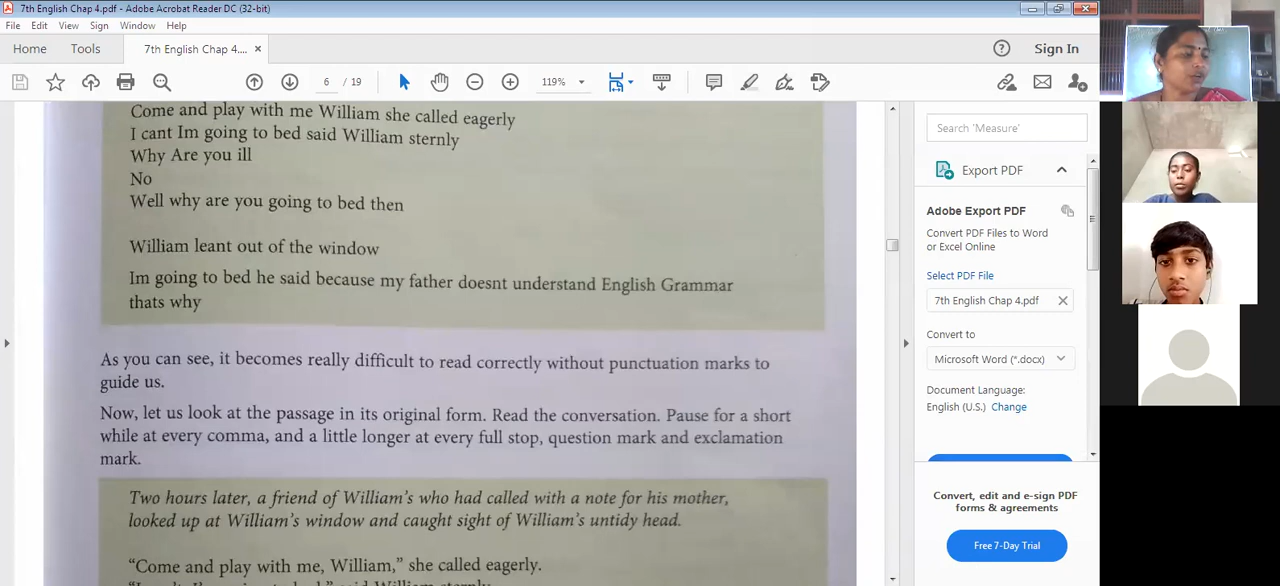 7th English Chap 4.pdf - Adobe Acrobat Reader DC (32-bit)
File Edit View Sign Window Help
Home Tools 7th English Chap 4.... ×
Sign In
6 / 19
119%
Come and play with me William she called eagerly
I cant Im going to bed said William sternly
Why Are you ill
No
Well why are you going to bed then
William leant out of the window
Im going to bed he said because my father doesnt understand English Grammar
thats why
As you can see, it becomes really difficult to read correctly without punctuation marks to
guide us.
Now, let us look at the passage in its original form. Read the conversation. Pause for a short
while at every comma, and a little longer at every full stop, question mark and exclamation
mark.
Two hours later, a friend of William's who had called with a note for his mother,
looked up at William's window and caught sight of William's untidy head.
"Come and play with me, William," she called eagerly.
Search 'Measure'
Export PDF
Adobe Export PDF
Convert PDF Files to Word
or Excel Online
Select PDF File
7th English Chap 4.pdf
Convert to
Microsoft Word (*.docx)
Document Language:
English (U.S.) Change
Convert, edit and e-sign PDF
forms & agreements
Free 7-Day Trial